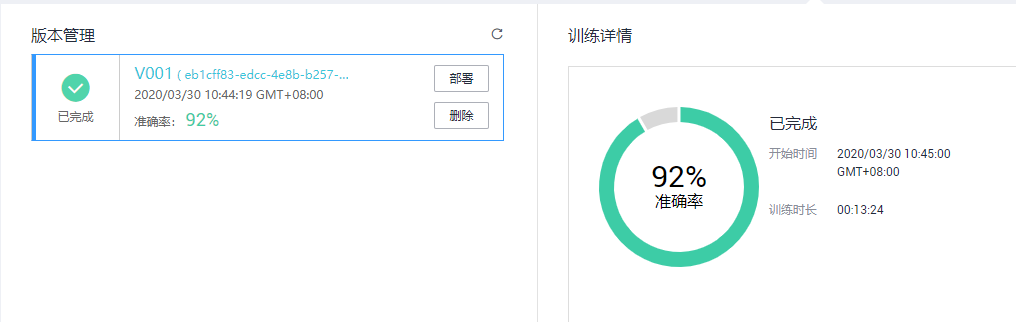 版本管理
已完成
V001 ( eb1cff83-edcc-4e8b-b257-...
2020/03/30 10:44:19 GMT+08:00
准确率： 92%
部署
删除
训练详情
92%
准确率
已完成
开始时间 2020/03/30 10:45:00
GMT+08:00
训练时长 00:13:24